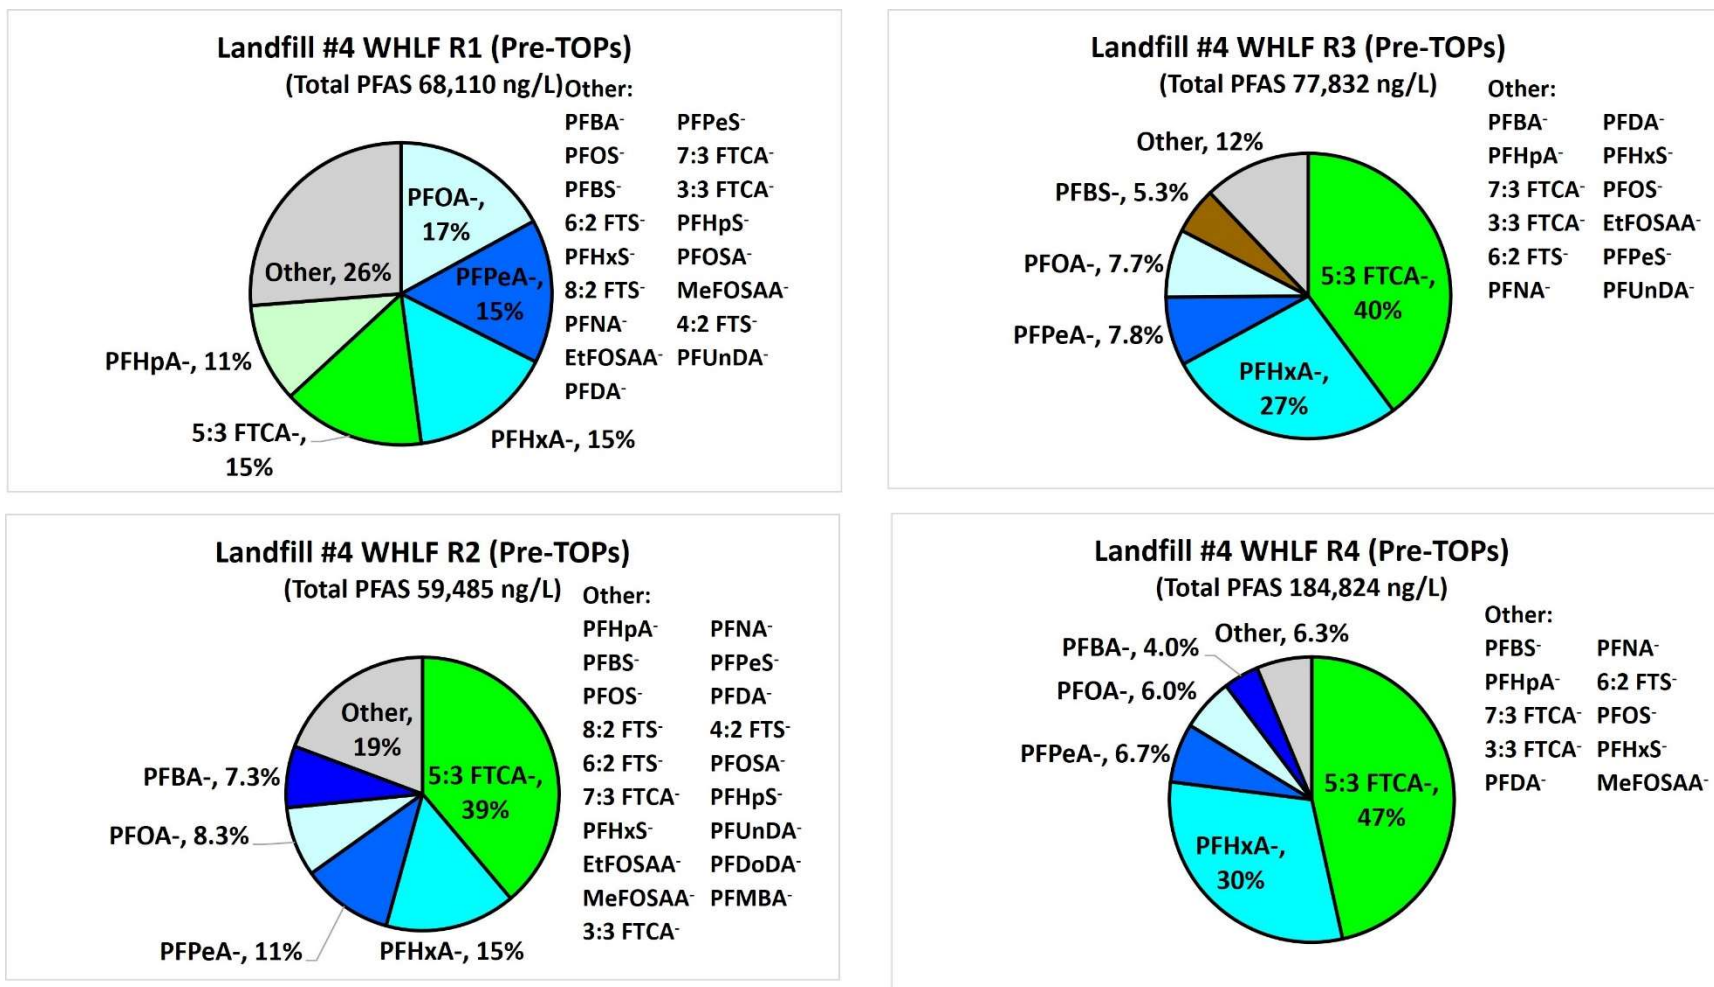 Landfill #4 WHLF R1 (Pre-TOPs)
(Total PFAS 68,110 ng/L)
Other:
PFBA- PFPeS-
PFOS- 7:3 FTCA-
PFBS- 3:3 FTCA-
6:2 FTS- PFHpS-
PFHxS- PFOSA-
8:2 FTS- MeFOSAA-
PFNA- 4:2 FTS-
EtFOSAA- PFUnDA-
PFDA-
PFOA-,
17%
PFPeA-,
15%
PFHxA-, 15%
5:3 FTCA-,
15%
PFHpA-, 11%
Other, 26%
Landfill #4 WHLF R3 (Pre-TOPs)
(Total PFAS 77,832 ng/L)
Other:
PFBA- PFDA-
PFHpA- PFHxS-
7:3 FTCA- PFOS-
3:3 FTCA- EtFOSAA-
6:2 FTS- PFPeS-
PFNA- PFUnDA-
Other, 12%
PFBS-, 5.3%
PFOA-, 7.7%
PFPeA-, 7.8%
5:3 FTCA-,
40%
PFHxA-,
27%
Landfill #4 WHLF R2 (Pre-TOPs)
(Total PFAS 59,485 ng/L)
Other:
PFHpA- PFNA-
PFBS- PFPeS-
PFOS- PFDA-
8:2 FTS- 4:2 FTS-
6:2 FTS- PFOSA-
7:3 FTCA- PFHpS-
PFHxS- PFUnDA-
EtFOSAA- PFDoDA-
MeFOSAA- PFMBA-
3:3 FTCA-
Other,
19%
PFBA-, 7.3%
5:3 FTCA-,
39%
PFOA-, 8.3%
PFPeA-, 11%
PFHxA-, 15%
Landfill #4 WHLF R4 (Pre-TOPs)
(Total PFAS 184,824 ng/L)
Other:
PFBS- PFNA-
PFHpA- 6:2 FTS-
7:3 FTCA- PFOS-
3:3 FTCA- PFHxS-
PFDA- MeFOSAA-
Other, 6.3%
PFBA-, 4.0%
PFOA-, 6.0%
PFPeA-, 6.7%
5:3 FTCA-,
47%
PFHxA-,
30%